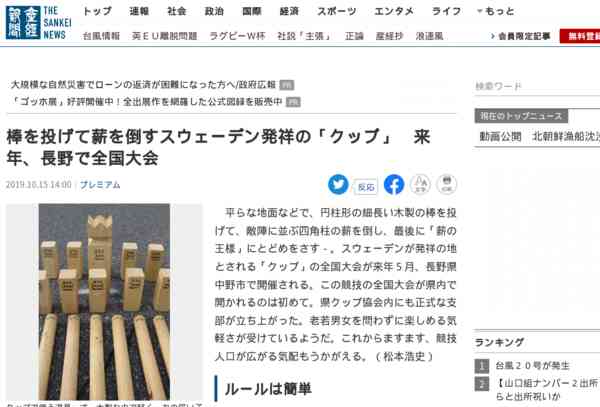 産経新聞
THE SANKEI NEWS
トップ 速報 社会 政治 国際 経済 スポーツ エンタメ ライフ もっと
台風情報 英EU離脱問題 ラグビーW杯 社説「主張」 正論 産経抄 浪速風
会員限定記事 無料登録
大規模な自然災害でローンの返済が困難になった方へ/政府広報 PR
「ゴッホ展」好評開催中!全出展作を網羅した公式図録を販売中 PR
検索ワード
現在のトップニュース
動画公開 北朝鮮漁船沈没
棒を投げて薪を倒すスウェーデン発祥の「クッブ」 来
年、長野で全国大会
2019.10.15 14:00 プレミアム
反応
文字
印刷
平らな地面などで、円柱形の細長い木製の棒を投
げて、敵陣に並ぶ四角柱の薪を倒し、最後に「薪の
王様」にとどめをさす-。スウェーデンが発祥の地
とされる「クッブ」の全国大会が来年5月、長野県
中野市で開催される。この競技の全国大会が県内で
開かれるのは初めて。県クッブ協会内にも正式な支
部が立ち上がった。老若男女を問わずに楽しめる気
軽さが受けているようだ。これからますます、競技
人口が広がる気配もうかがえる。(松本浩史)
ルールは簡単
ランキング
1 台風20号が発生
2 【山口組ナンバー2出所
らと出所祝いか